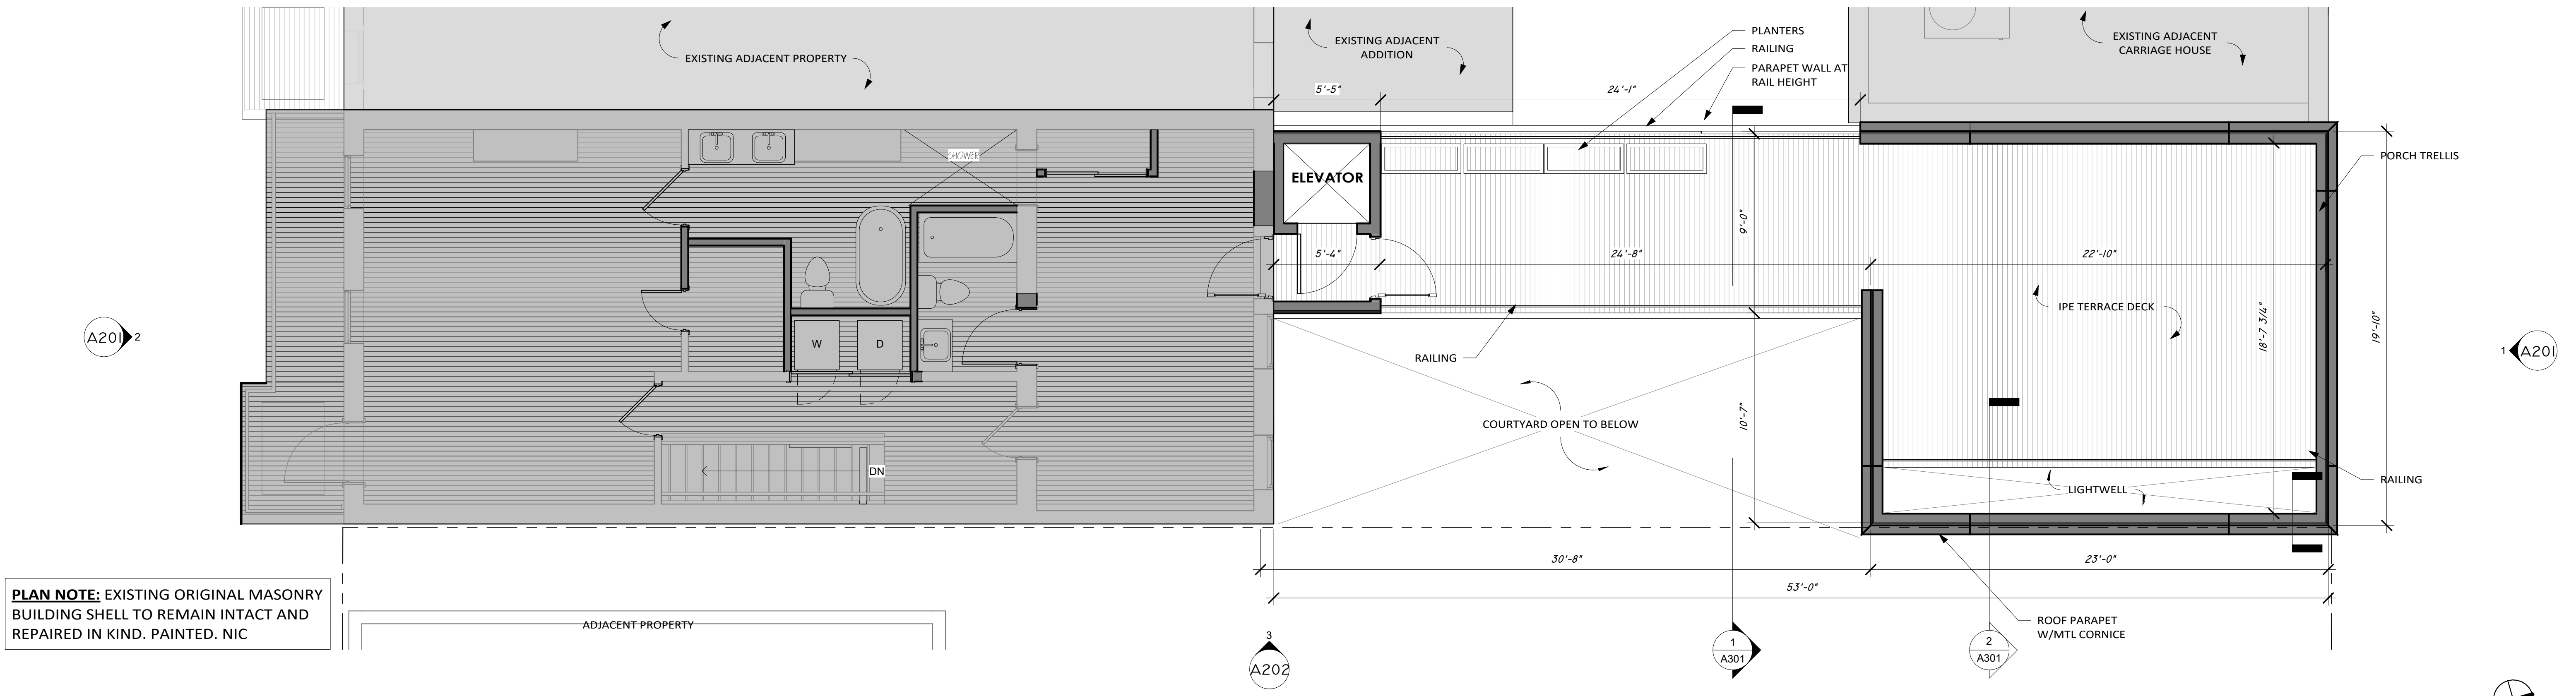 EXISTING ADJACENT PROPERTY
EXISTING ADJACENT
ADDITION
PLANTERS
RAILING
PARAPET WALL AT
RAIL HEIGHT
EXISTING ADJACENT
CARRIAGE HOUSE
5'-5"
24'-1"
SHOWER
ELEVATOR
PORCH TRELLIS
9'-0"
5'-4"
24'-8"
22'-10"
IPE TERRACE DECK
18'-7 3/4"
19'-10"
A201
2
1
A201
W
D
RAILING
10'-7"
COURTYARD OPEN TO BELOW
DN
LIGHTWELL
RAILING
30'-8"
23'-0"
53'-0"
PLAN NOTE: EXISTING ORIGINAL MASONRY
BUILDING SHELL TO REMAIN INTACT AND
REPAIRED IN KIND. PAINTED. NIC
ADJACENT PROPERTY
ROOF PARAPET
W/MTL CORNICE
3
A202
1
A301
2
A301